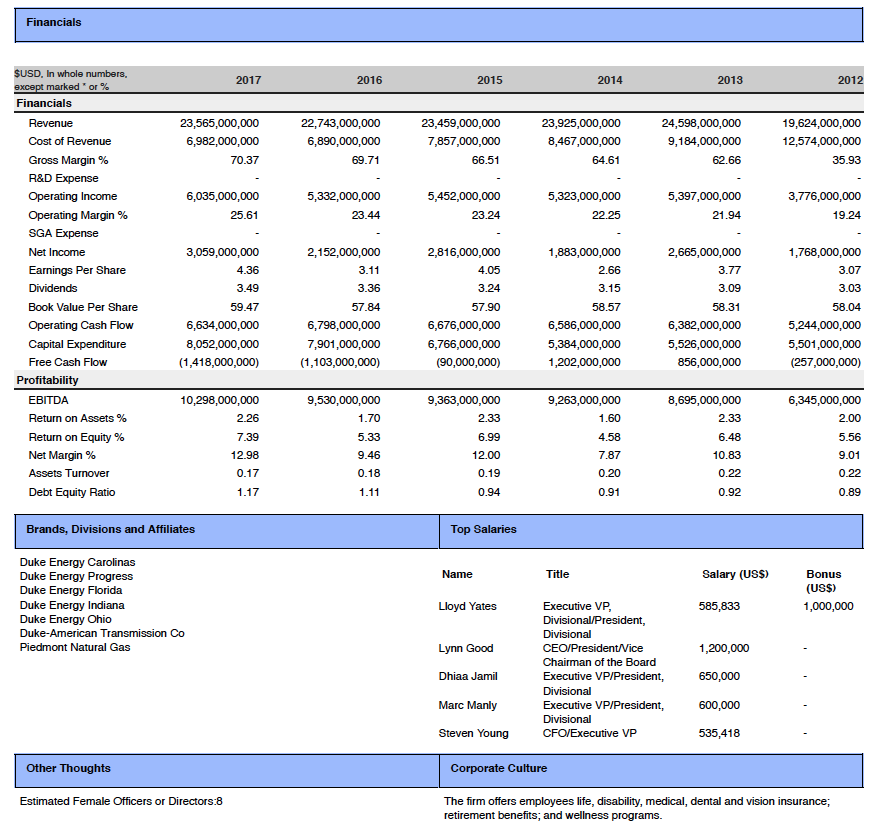 Financials
$USD, In whole numbers,
except marked * or % 2017 2016 2015 2014 2013 2012
Financials
Revenue 23,565,000,000 22,743,000,000 23,459,000,000 23,925,000,000 24,598,000,000 19,624,000,000
Cost of Revenue 6,982,000,000 6,890,000,000 7,857,000,000 8,467,000,000 9,184,000,000 12,574,000,000
Gross Margin % 70.37 69.71 66.51 64.61 62.66 35.93
R&D Expense - - - - - -
Operating Income 6,035,000,000 5,332,000,000 5,452,000,000 5,323,000,000 5,397,000,000 3,776,000,000
Operating Margin % 25.61 23.44 23.24 22.25 21.94 19.24
SGA Expense - - - - - -
Net Income 3,059,000,000 2,152,000,000 2,816,000,000 1,883,000,000 2,665,000,000 1,768,000,000
Earnings Per Share 4.36 3.11 4.05 2.66 3.77 3.07
Dividends 3.49 3.36 3.24 3.15 3.09 3.03
Book Value Per Share 59.47 57.84 57.90 58.57 58.31 58.04
Operating Cash Flow 6,634,000,000 6,798,000,000 6,676,000,000 6,586,000,000 6,382,000,000 5,244,000,000
Capital Expenditure 8,052,000,000 7,901,000,000 6,766,000,000 5,384,000,000 5,526,000,000 5,501,000,000
Free Cash Flow (1,418,000,000) (1,103,000,000) (90,000,000) 1,202,000,000 856,000,000 (257,000,000)
Profitability
EBITDA 10,298,000,000 9,530,000,000 9,363,000,000 9,263,000,000 8,695,000,000 6,345,000,000
Return on Assets % 2.26 1.70 2.33 1.60 2.33 2.00
Return on Equity % 7.39 5.33 6.99 4.58 6.48 5.56
Net Margin % 12.98 9.46 12.00 7.87 10.83 9.01
Assets Turnover 0.17 0.18 0.19 0.20 0.22 0.22
Debt Equity Ratio 1.17 1.11 0.94 0.91 0.92 0.89
Brands, Divisions and Affiliates
Duke Energy Carolinas
Duke Energy Progress
Duke Energy Florida
Duke Energy Indiana
Duke Energy Ohio
Duke-American Transmission Co
Piedmont Natural Gas
Top Salaries
Name Title Salary (US$) Bonus
(US$)
Lloyd Yates Executive VP, 585,833 1,000,000
Divisional/President,
Divisional
Lynn Good CEO/President/Vice 1,200,000 -
Chairman of the Board
Dhiaa Jamil Executive VP/President, 650,000 -
Divisional
Marc Manly Executive VP/President, 600,000 -
Divisional
Steven Young CFO/Executive VP 535,418 -
Other Thoughts
Estimated Female Officers or Directors:8
Corporate Culture
The firm offers employees life, disability, medical, dental and vision insurance;
retirement benefits; and wellness programs.